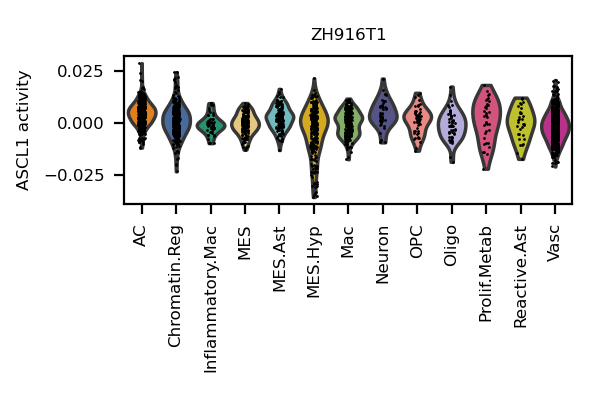 ZH916T1
ASCL1 activity
0.025
0.000
−0.025
AC
Chromatin.Reg
Inflammatory.Mac
MES
MES.Ast
MES.Hyp
Mac
Neuron
OPC
Oligo
Prolif.Metab
Reactive.Ast
Vasc